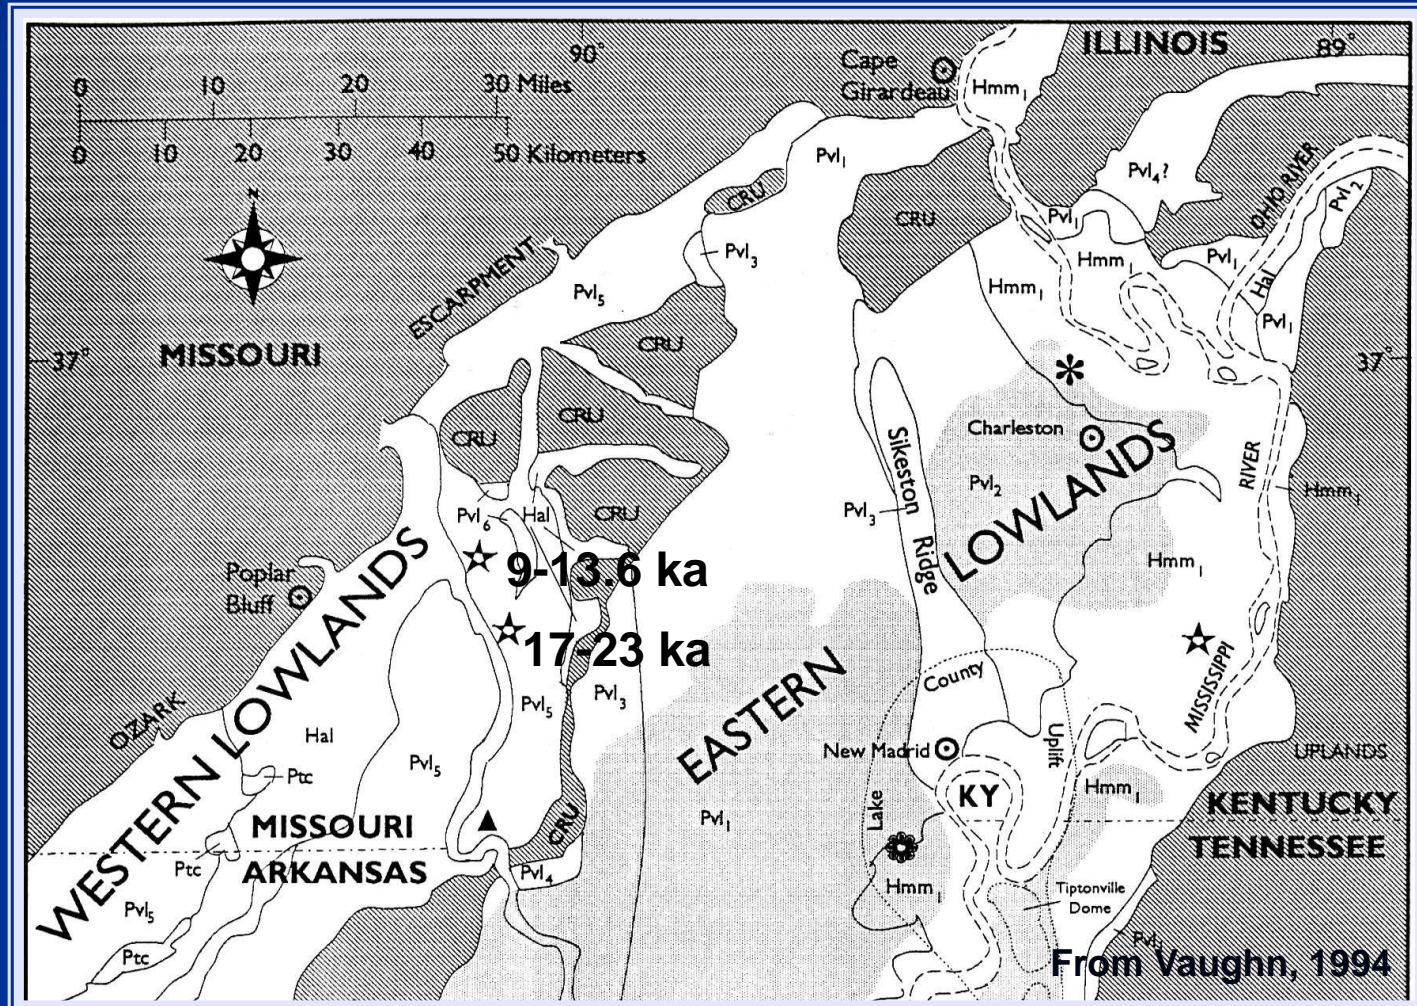 ILLINOIS
90°
89°
Cape
Girardeau
Hmm₁
0 10 20 30 Miles
0 10 20 30 40 50 Kilometers
Pvl₁
Pvl₄?
OHIO RIVER
Pvl₂
N
CRU
CRU
Pvl₁
Pvl₃
Hmm₁
Pvl₁
ESCARPMENT
Pvl₅
Hmm₁
Hal
Pvl₁
37°
MISSOURI
CRU
37°
*
CRU
CRU
Charleston
Sikeston
Ridge
LOWLANDS
Pvl₂
RIVER
Hmm₁
Pvl₆
Hal
CRU
Pvl₃
Hmm₁
9-13.6 ka
Poplar
Bluff
17-23 ka
WESTERN LOWLANDS
EASTERN
County
MISSISSIPPI
Pvl₅
Pvl₃
OZARK
Hal
Pvl₅
New Madrid
Uplift
UPLANDS
Ptc
Lake
KY
Hmm₁
KENTUCKY
Pvl₁
MISSOURI
CRU
TENNESSEE
ARKANSAS
Ptc
Pvl₄
Hmm₁
Tiptonville
Dome
Pvl₅
Ptc
Pvl₁
From Vaughn, 1994